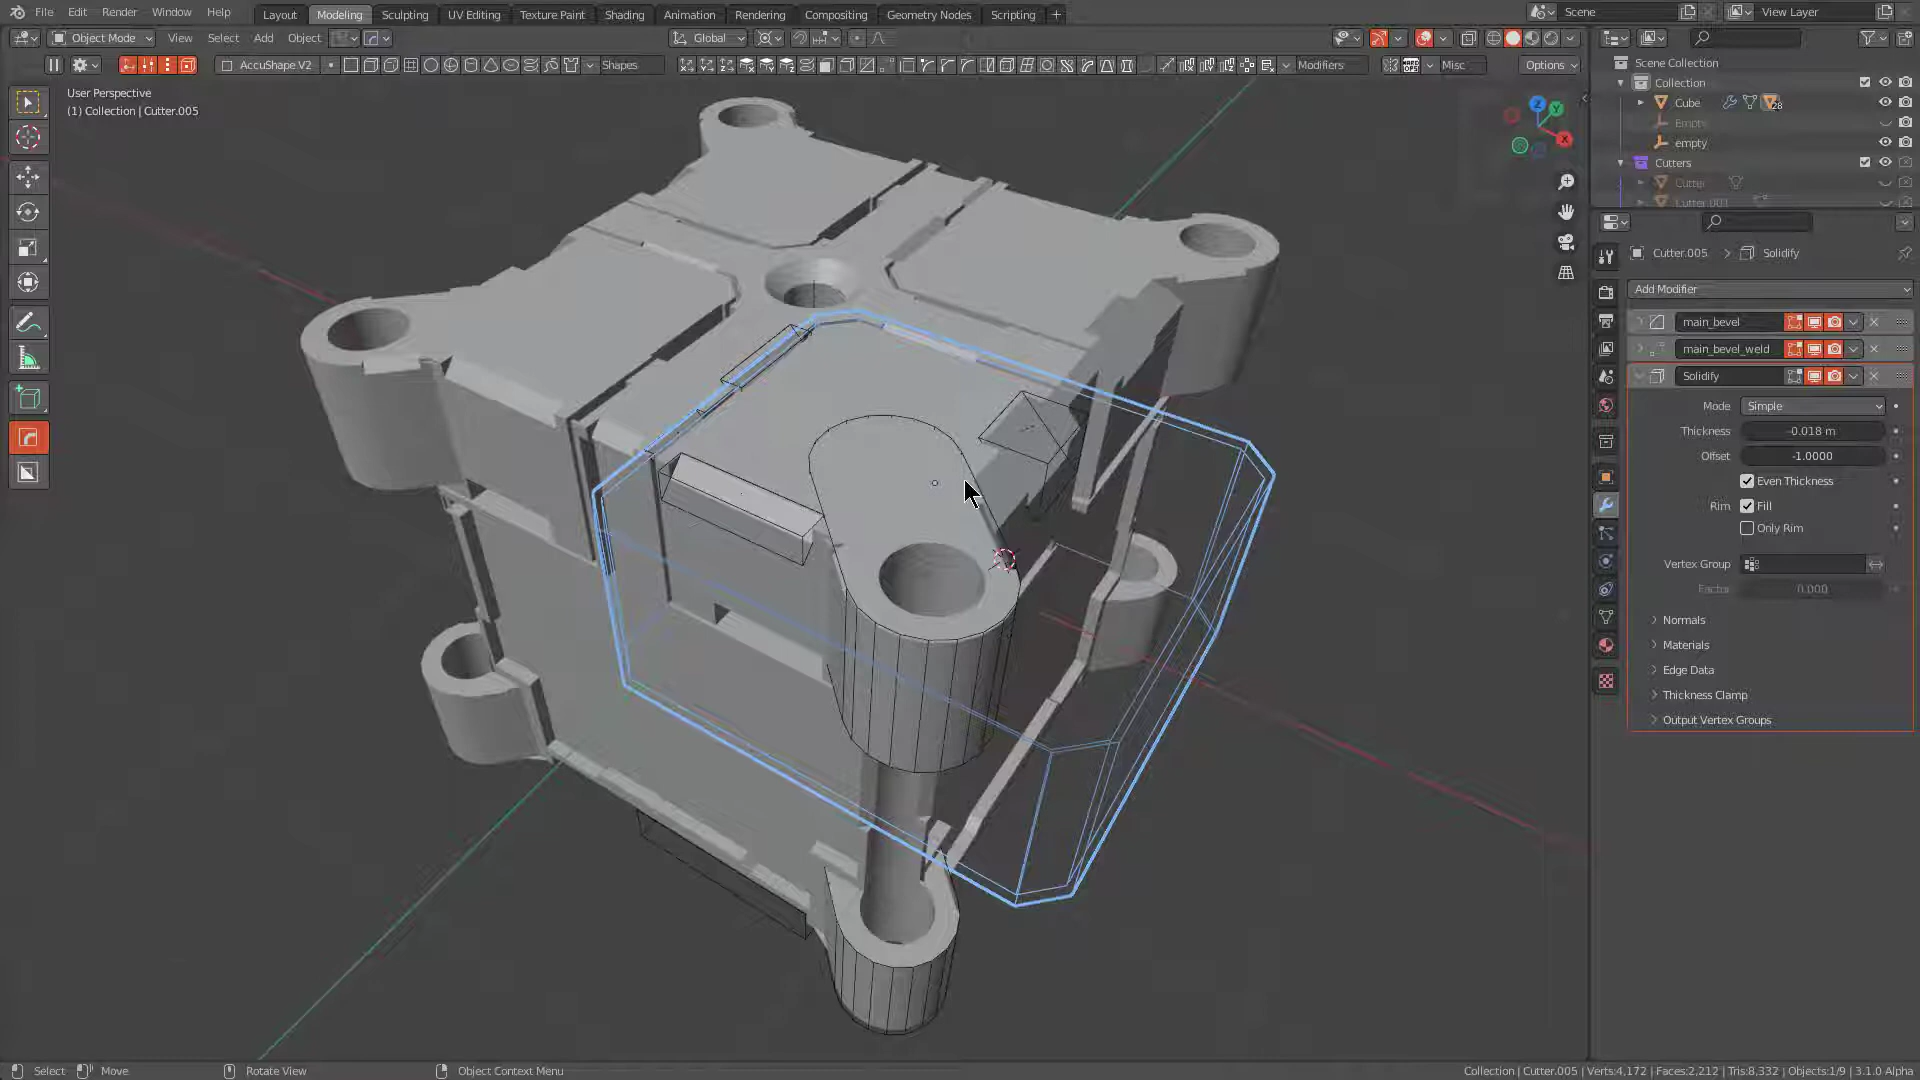 File Edit Render Window Help Layout Modeling Sculpting UV Editing Texture Paint Shading Animation Rendering Compositing Geometry Nodes Scripting + Scene View Layer
Object Mode View Select Add Object Global
AccuShape V2 Shapes Modifiers Misc Options
User Perspective
(1) Collection | Cutter.005
X
Y
Z
Scene Collection
Collection
Cube 28
Empty
empty
Cutters
Cutter
Cutter.001
Cutter.005 > Solidify
Add Modifier
main_bevel
main_bevel_weld
Solidify
Mode Simple
Thickness -0.018 m
Offset -1.0000
Even Thickness
Rim Fill
Only Rim
Vertex Group
Factor 0.000
Normals
Materials
Edge Data
Thickness Clamp
Output Vertex Groups
Select Move Rotate View Object Context Menu Collection | Cutter.005 | Verts:4,172 | Faces:2,212 | Tris:8,332 | Objects:1/9 | 3.1.0 Alpha